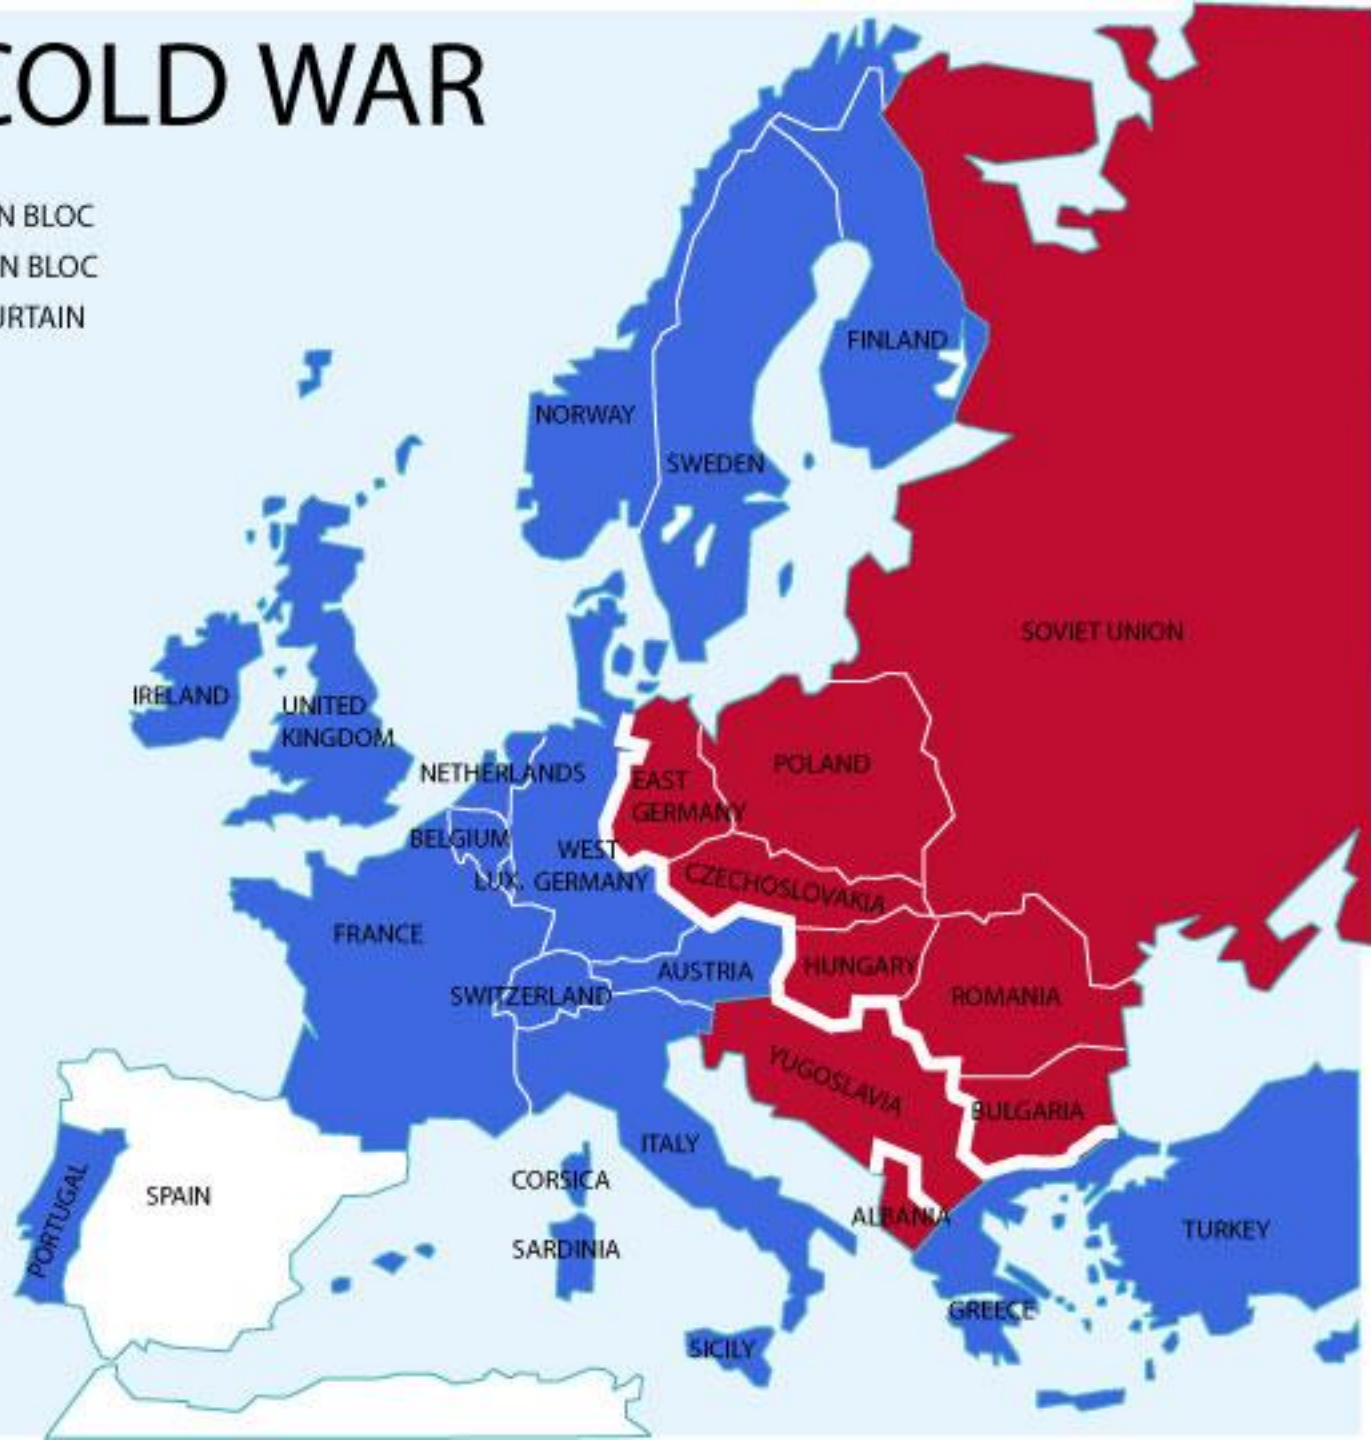 COLD WAR
N BLOC
N BLOC
URTAIN
FINLAND
NORWAY
SWEDEN
SOVIET UNION
IRELAND
UNITED
KINGDOM
NETHERLANDS
EAST
GERMANY
POLAND
BELGIUM
WEST
GERMANY
LUX.
CZECHOSLOVAKIA
FRANCE
AUSTRIA
HUNGARY
SWITZERLAND
ROMANIA
YUGOSLAVIA
BULGARIA
ITALY
CORSICA
SPAIN
PORTUGAL
ALBANIA
TURKEY
SARDINIA
GREECE
SICILY